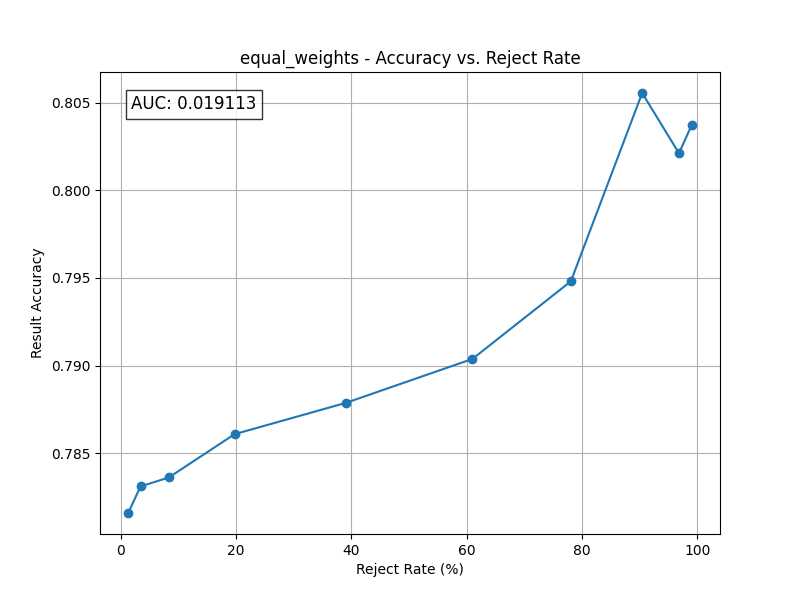 equal_weights - Accuracy vs. Reject Rate
AUC: 0.019113
0.805
0.800
0.795
0.790
0.785
Result Accuracy
0 20 40 60 80 100
Reject Rate (%)